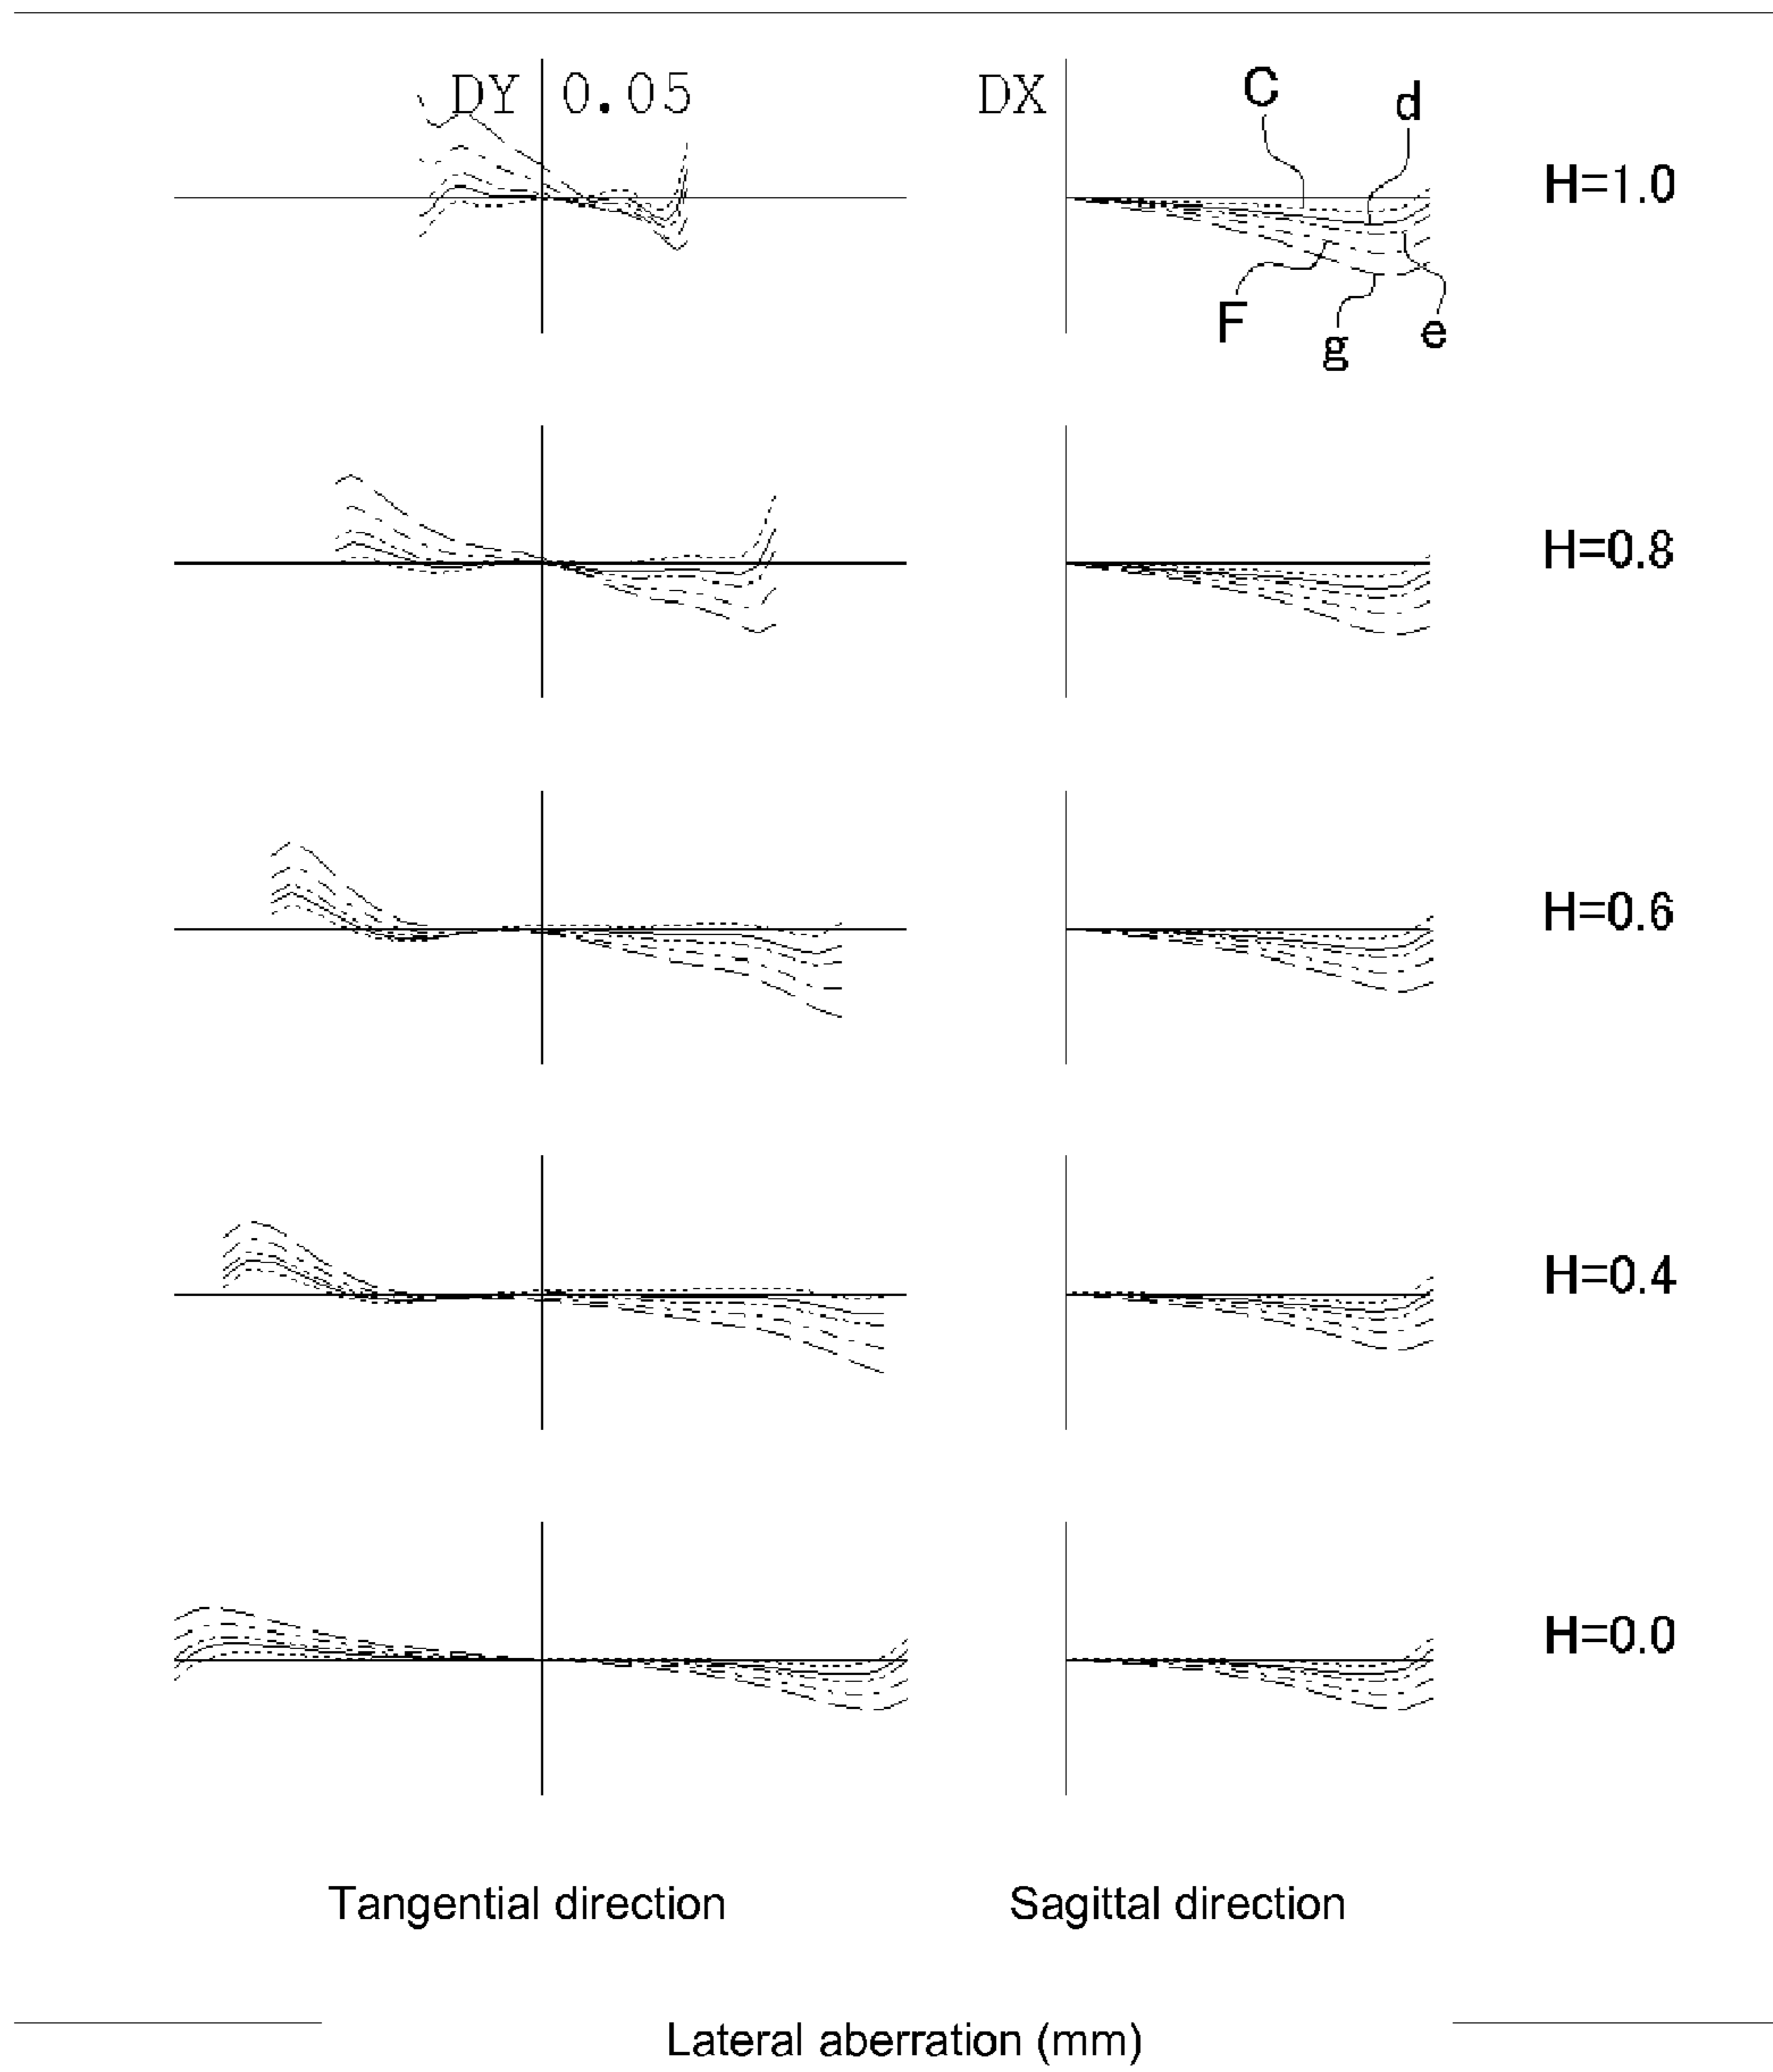 DY 0.05 DX C d
H=1.0
F g e
H=0.8
H=0.6
H=0.4
H=0.0
Tangential direction Sagittal direction
Lateral aberration (mm)